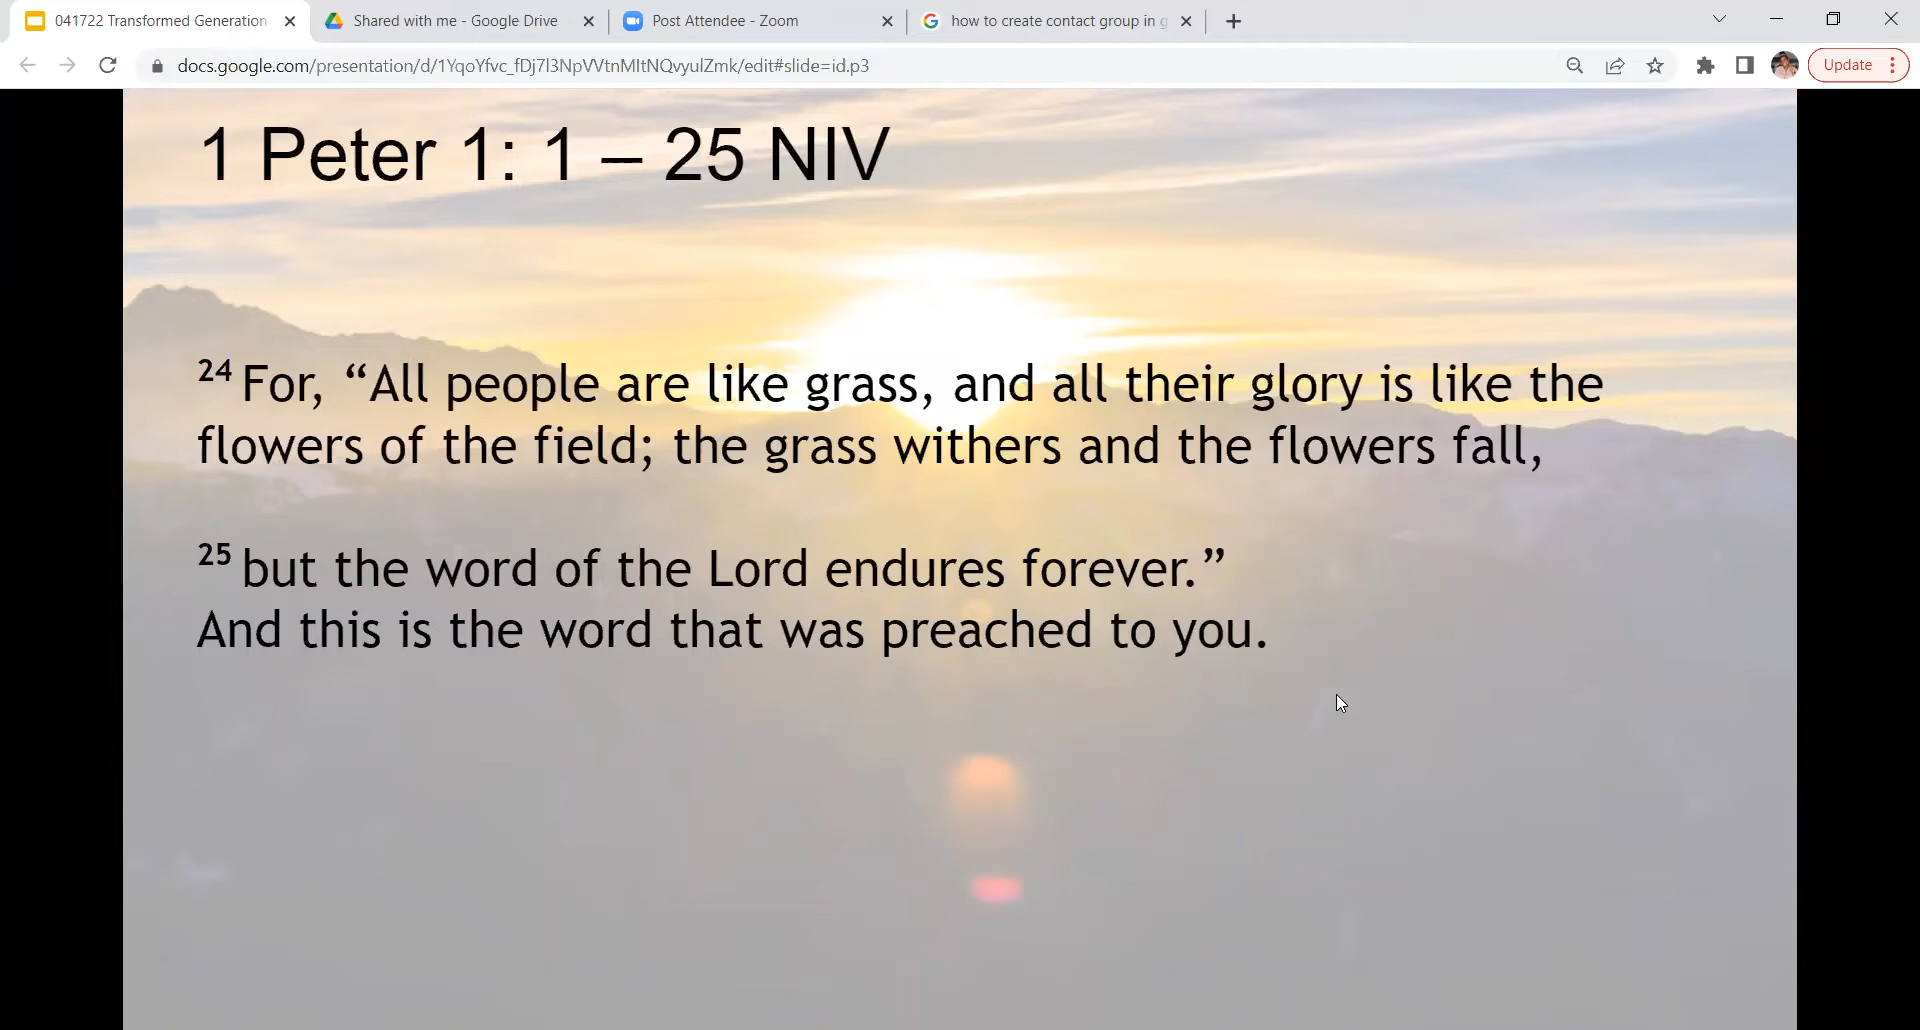 041722 Transformed Generation
Shared with me - Google Drive
Post Attendee - Zoom
how to create contact group in g
docs.google.com/presentation/d/1YqoYfvc_fDj7l3NpVVtnMItNQvyulZmk/edit#slide=id.p3
Update
1 Peter 1: 1 – 25 NIV
24 For, “All people are like grass, and all their glory is like the
flowers of the field; the grass withers and the flowers fall,
25 but the word of the Lord endures forever.”
And this is the word that was preached to you.